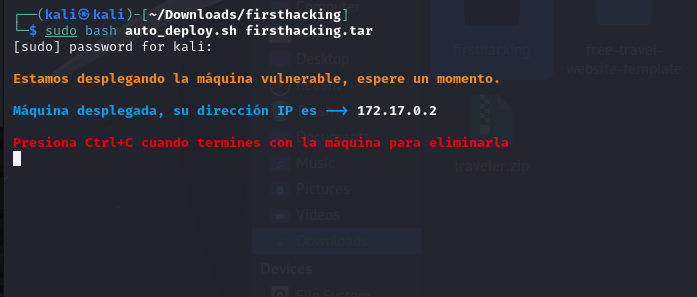 ┌──(kali㉿kali)-[~/Downloads/firsthacking]
└─$ sudo bash auto_deploy.sh firsthacking.tar
[sudo] password for kali:
Estamos desplegando la máquina vulnerable, espere un momento.
Máquina desplegada, su dirección IP es --> 172.17.0.2
Presiona Ctrl+C cuando termines con la máquina para eliminarla
Computer
firsthacking
free-travel-
website-template
Desktop
traveler.zip
Music
Pictures
Videos
Downloads
Devices
File System